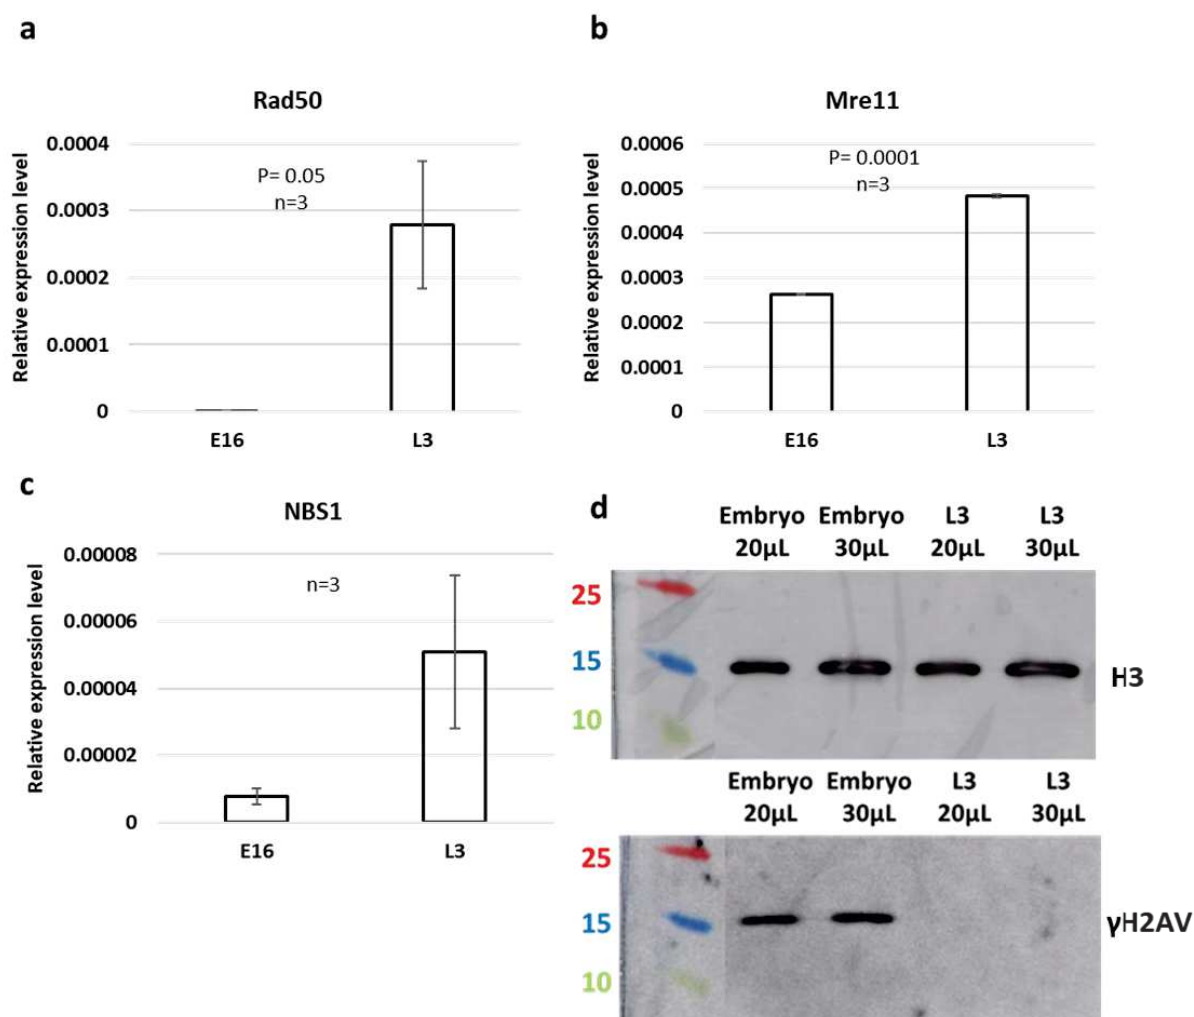 a
Rad50
Relative expression level
0.0004
0.0003
0.0002
0.0001
0
P= 0.05
n=3
E16
L3
b
Mre11
Relative expression level
0.0006
0.0005
0.0004
0.0003
0.0002
0.0001
0
P= 0.0001
n=3
E16
L3
c
NBS1
Relative expression level
0.00008
0.00006
0.00004
0.00002
0
n=3
E16
L3
d
Embryo Embryo L3 L3
20μL 30μL 20μL 30μL
25
15
10
H3
Embryo Embryo L3 L3
20μL 30μL 20μL 30μL
25
15
10
γH2AV